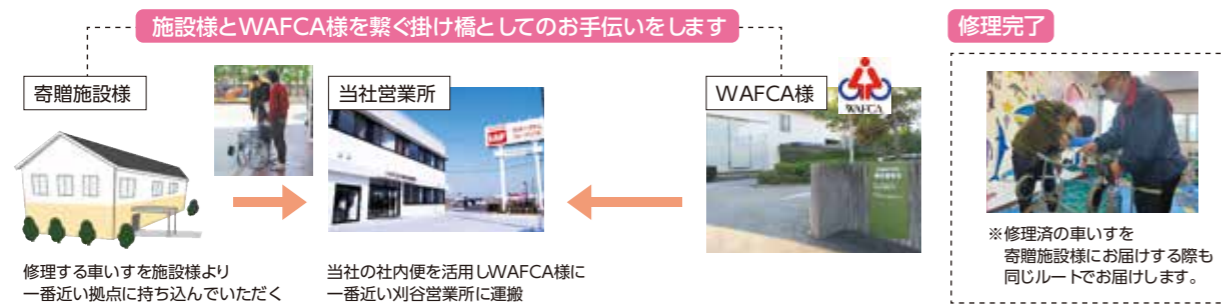 施設様とWAFCA様を繋ぐ掛け橋としてのお手伝いをします
修理完了
寄贈施設様
当社営業所
WAFCA様
WAFCA
修理する車いすを施設様より
一番近い拠点に持ち込んでいただく
当社の社内便を活用しWAFCA様に
一番近い刈谷営業所に運搬
※修理済の車いすを
寄贈施設様にお届けする際も
同じルートでお届けします。